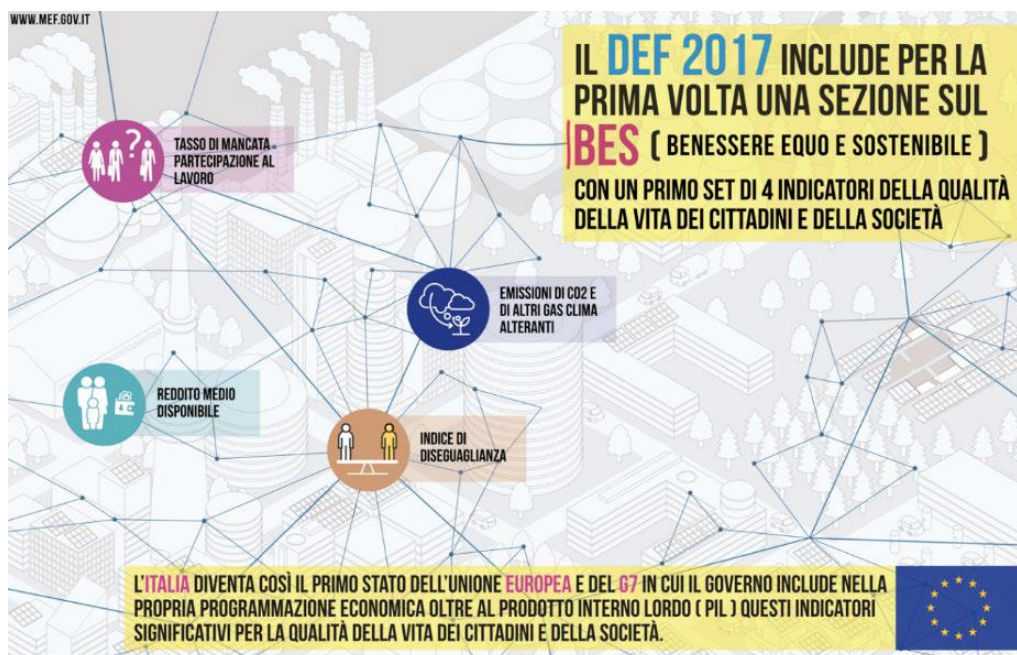 WWW.MEF.GOV.IT
IL DEF 2017 INCLUDE PER LA
PRIMA VOLTA UNA SEZIONE SUL
BES ( BENESSERE EQUO E SOSTENIBILE )
CON UN PRIMO SET DI 4 INDICATORI DELLA QUALITÀ
DELLA VITA DEI CITTADINI E DELLA SOCIETÀ
?
TASSO DI MANCATA
PARTECIPAZIONE AL
LAVORO
EMISSIONI DI CO2 E
DI ALTRI GAS CLIMA
ALTERANTI
REDDITO MEDIO
DISPONIBILE
INDICE DI
DISEGUAGLIANZA
L'ITALIA DIVENTA COSÌ IL PRIMO STATO DELL'UNIONE EUROPEA E DEL G7 IN CUI IL GOVERNO INCLUDE NELLA
PROPRIA PROGRAMMAZIONE ECONOMICA OLTRE AL PRODOTTO INTERNO LORDO ( PIL ) QUESTI INDICATORI
SIGNIFICATIVI PER LA QUALITÀ DELLA VITA DEI CITTADINI E DELLA SOCIETÀ.